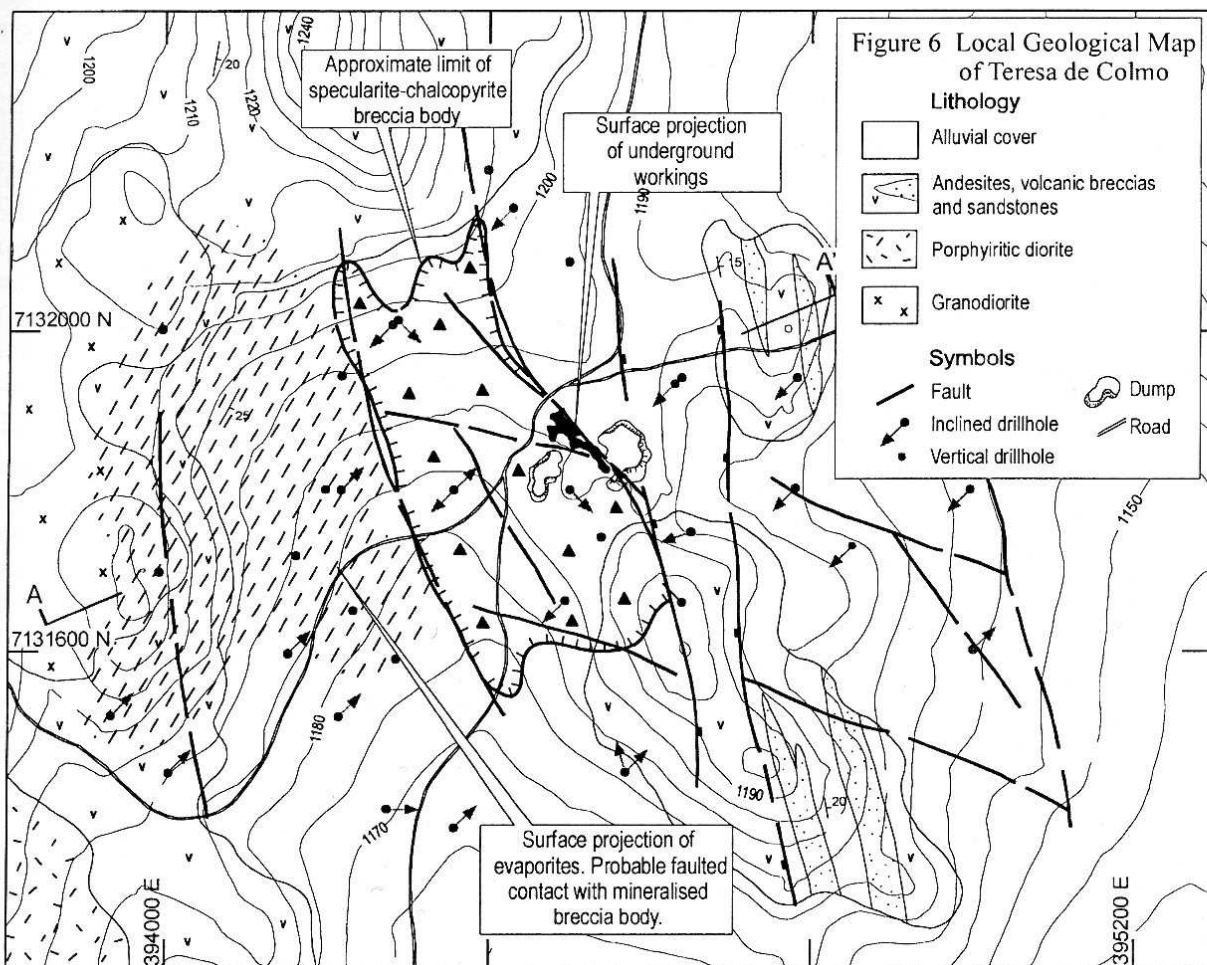 Figure 6 Local Geological Map
of Teresa de Colmo
Lithology
Alluvial cover
v
Andesites, volcanic breccias
and sandstones
Porphyiritic diorite
x x
Granodiorite
Symbols
Fault
Dump
Inclined drillhole
Road
Vertical drillhole
Approximate limit of
specularite-chalcopyrite
breccia body
Surface projection
of underground
workings
Surface projection of
evaporites. Probable faulted
contact with mineralised
breccia body.
1240
1200
20
1210
1220
1200
1190
5
A'
7132000 N
25
1150
A
7131600 N
1180
1190
20
1170
394000 E
395200 E